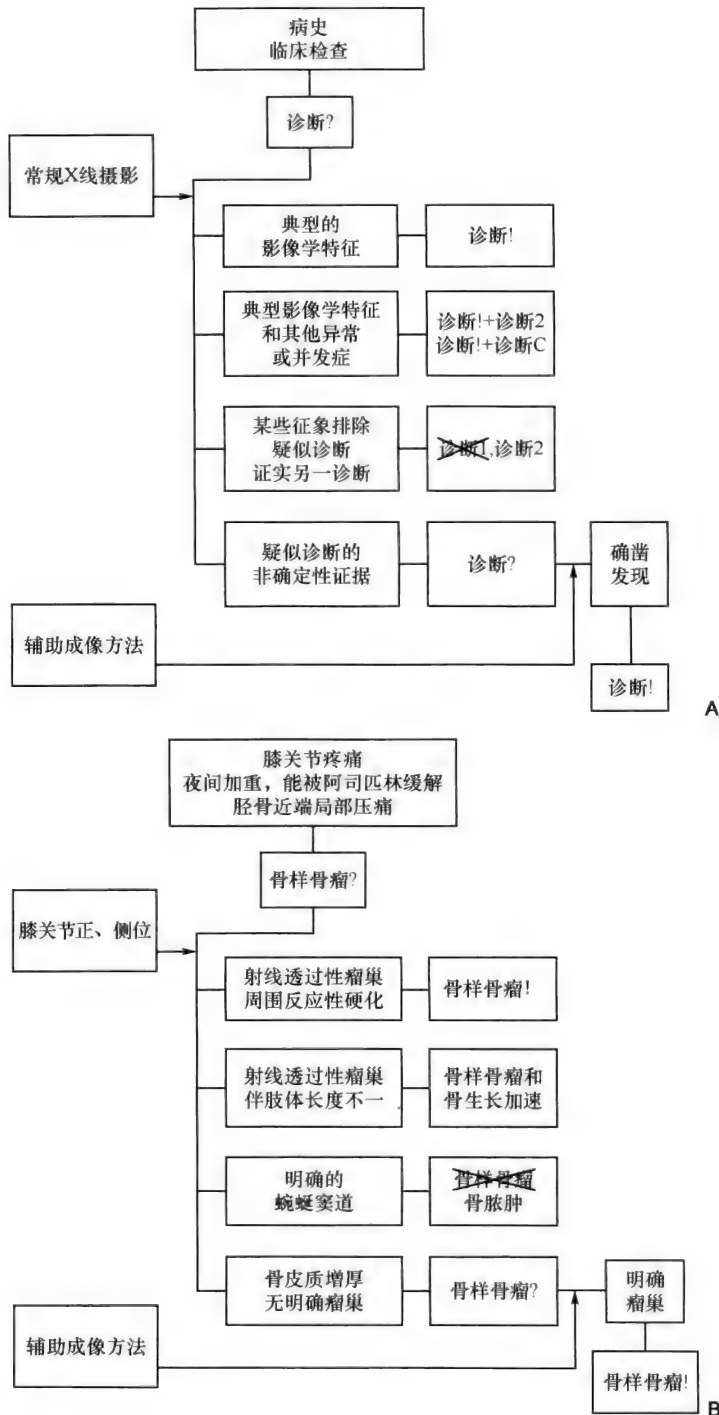 病史
临床检查
诊断?
常规X线摄影
典型的
影像学特征
诊断!
典型影像学特征
和其他异常
或并发症
诊断!+诊断2
诊断!+诊断C
某些征象排除
疑似诊断
证实另一诊断
诊断1,诊断2
疑似诊断的
非确定性证据
诊断?
确凿
发现
辅助成像方法
诊断!
A
膝关节疼痛
夜间加重，能被阿司匹林缓解
胫骨近端局部压痛
骨样骨瘤?
膝关节正、侧位
射线透过性瘤巢
周围反应性硬化
骨样骨瘤!
射线透过性瘤巢
伴肢体长度不一
骨样骨瘤和
骨生长加速
明确的
蜿蜒窦道
骨样骨瘤
骨脓肿
骨皮质增厚
无明确瘤巢
骨样骨瘤?
明确
瘤巢
辅助成像方法
骨样骨瘤!
B